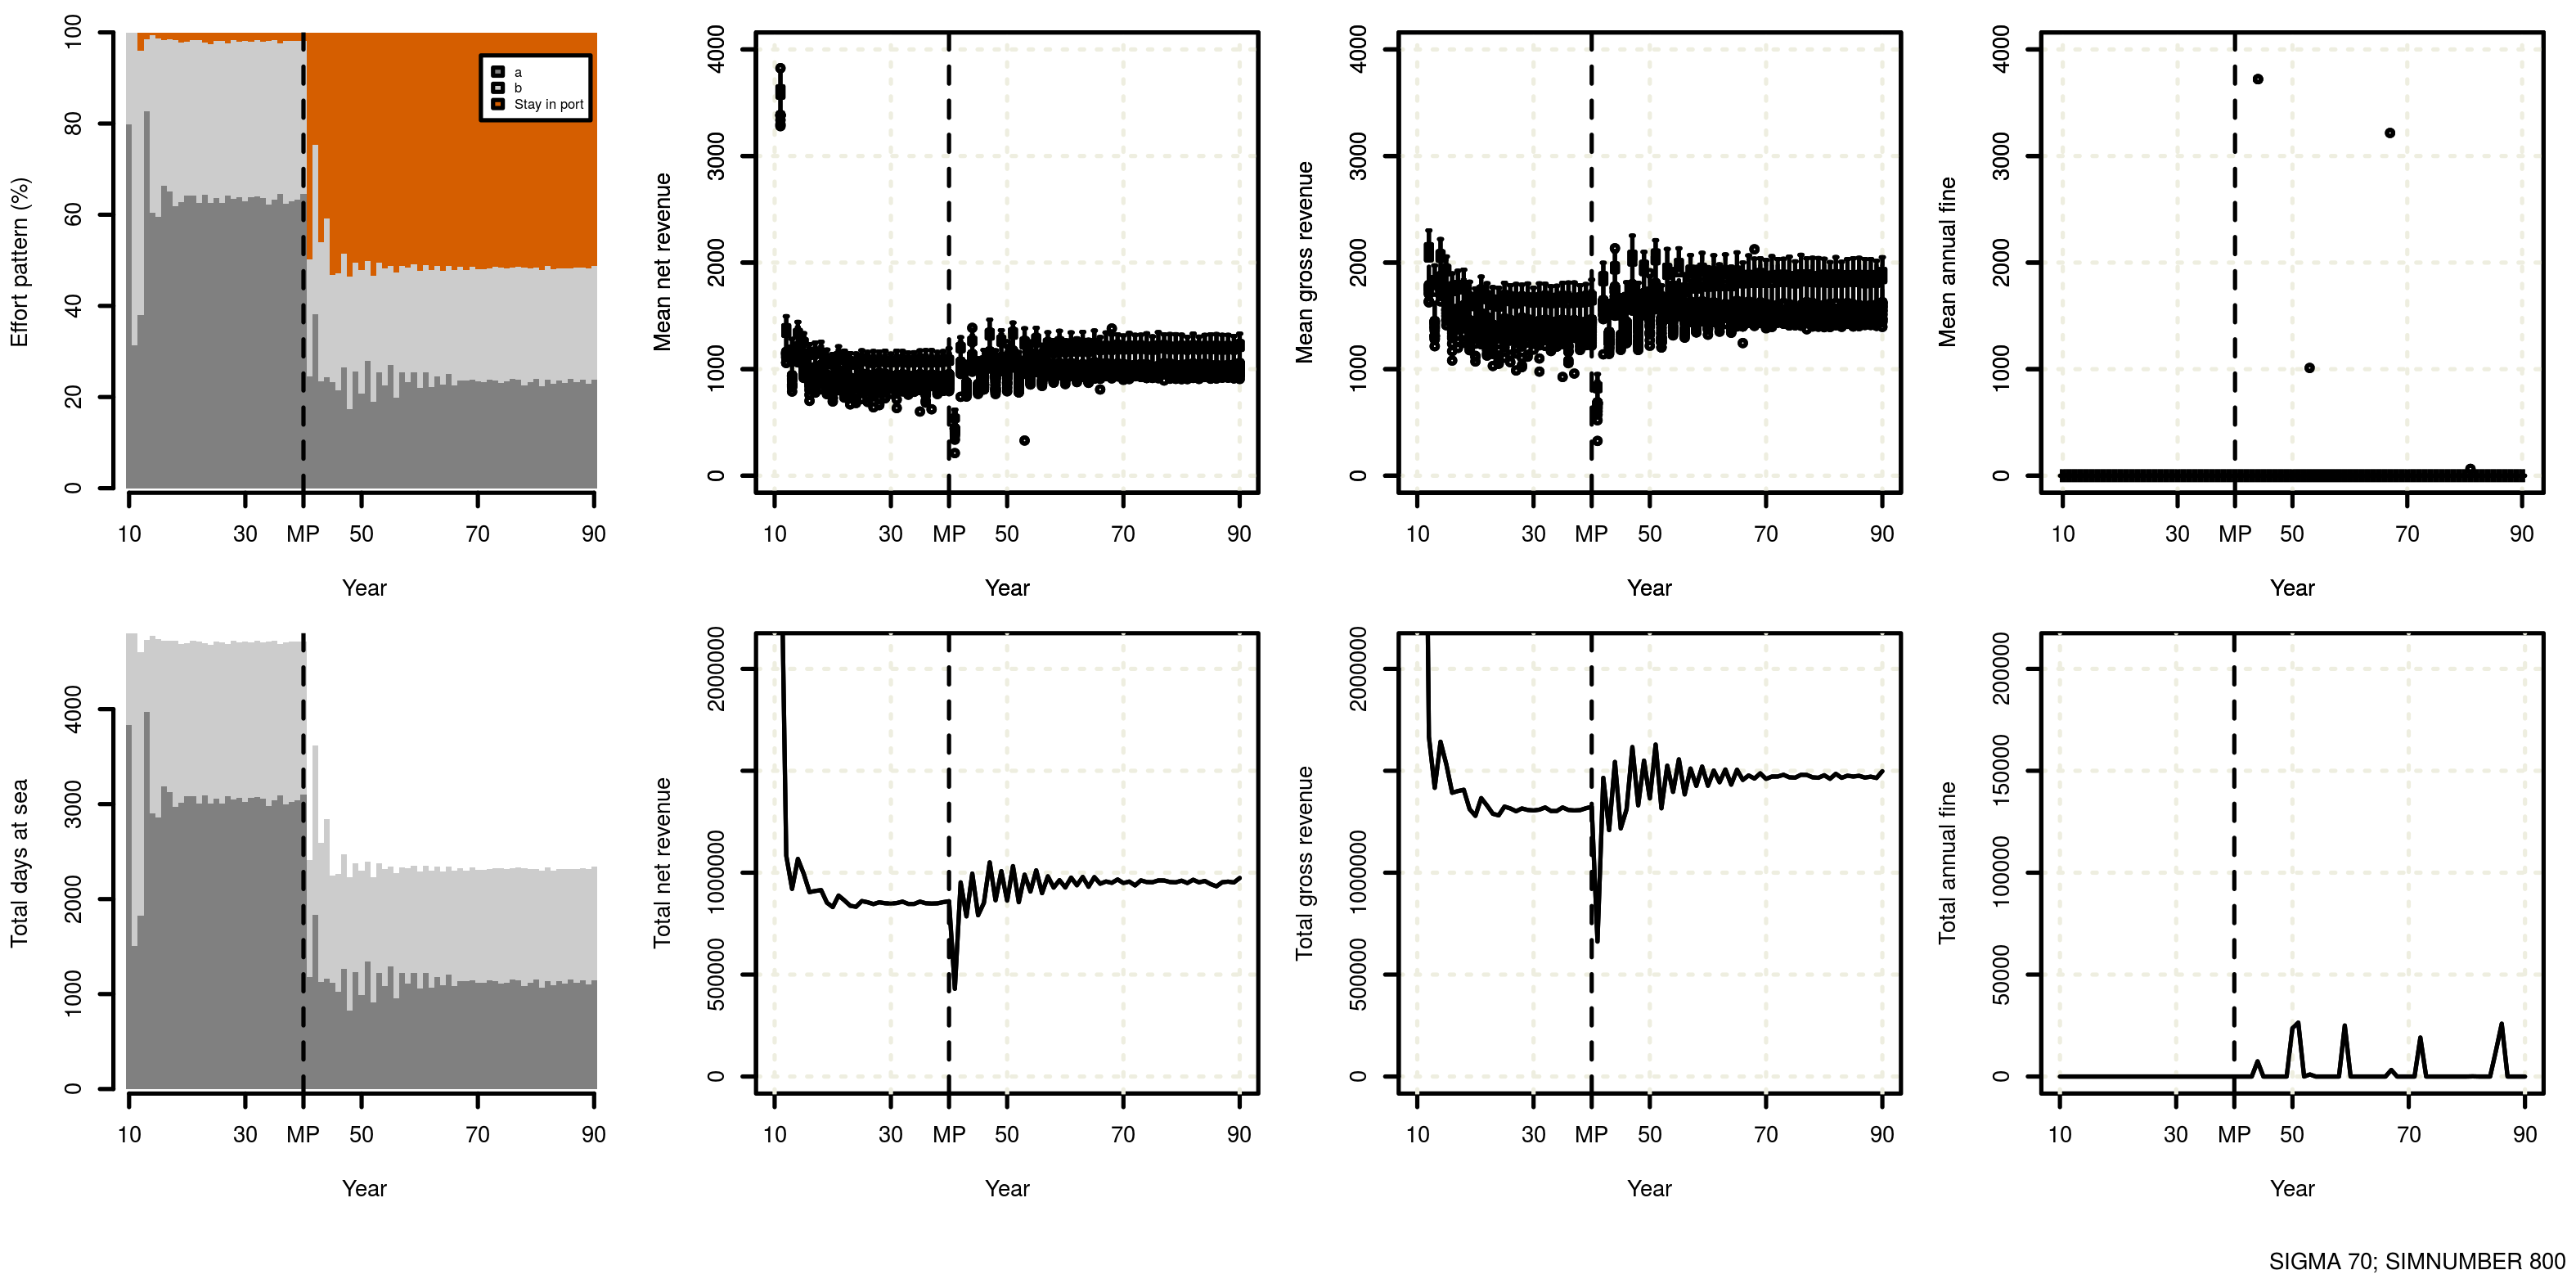 Effort pattern (%)
0 20 40 60 80 100
a
b
Stay in port
10 30 MP 50 70 90
Year
Mean net revenue
0 1000 2000 3000 4000
10 30 MP 50 70 90
Year
Mean gross revenue
0 1000 2000 3000 4000
10 30 MP 50 70 90
Year
Mean annual fine
0 1000 2000 3000 4000
10 30 MP 50 70 90
Year
Total days at sea
0 1000 2000 3000 4000
10 30 MP 50 70 90
Year
Total net revenue
0 500000 1000000 2000000
10 30 MP 50 70 90
Year
Total gross revenue
0 500000 1000000 2000000
10 30 MP 50 70 90
Year
Total annual fine
0 50000 100000 150000 200000
10 30 MP 50 70 90
Year
SIGMA 70; SIMNUMBER 800